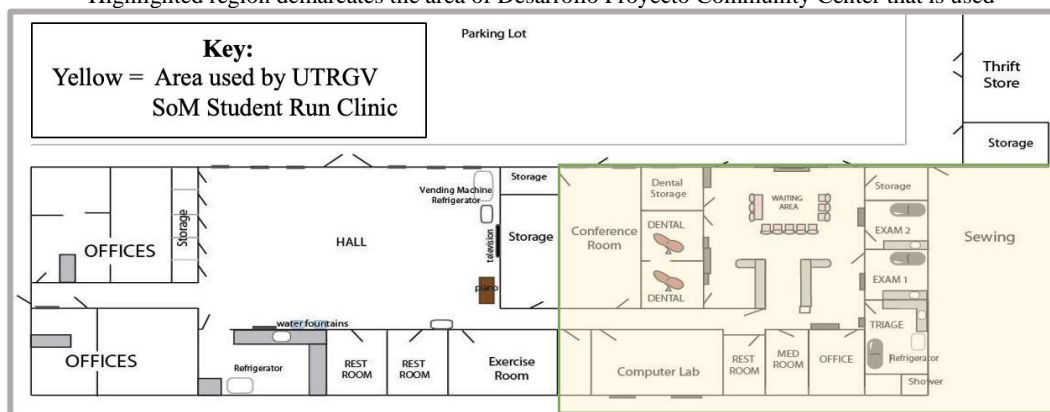 Highlighted region demarcates the area of Desarrollo Proyecto Community Center that is used
Key:
Yellow = Area used by UTRGV
SoM Student Run Clinic
Parking Lot
Thrift
Store
Storage
OFFICES
Storage
HALL
Vending Machine
Refrigerator
television
piano
Storage
Storage
Conference
Room
Dental
Storage
DENTAL
DENTAL
WAITING
AREA
Storage
EXAM 2
EXAM 1
TRIAGE
Refrigerator
Shower
Sewing
OFFICES
water fountains
Refrigerator
REST
ROOM
REST
ROOM
Exercise
Room
Computer Lab
REST
ROOM
MED
ROOM
OFFICE